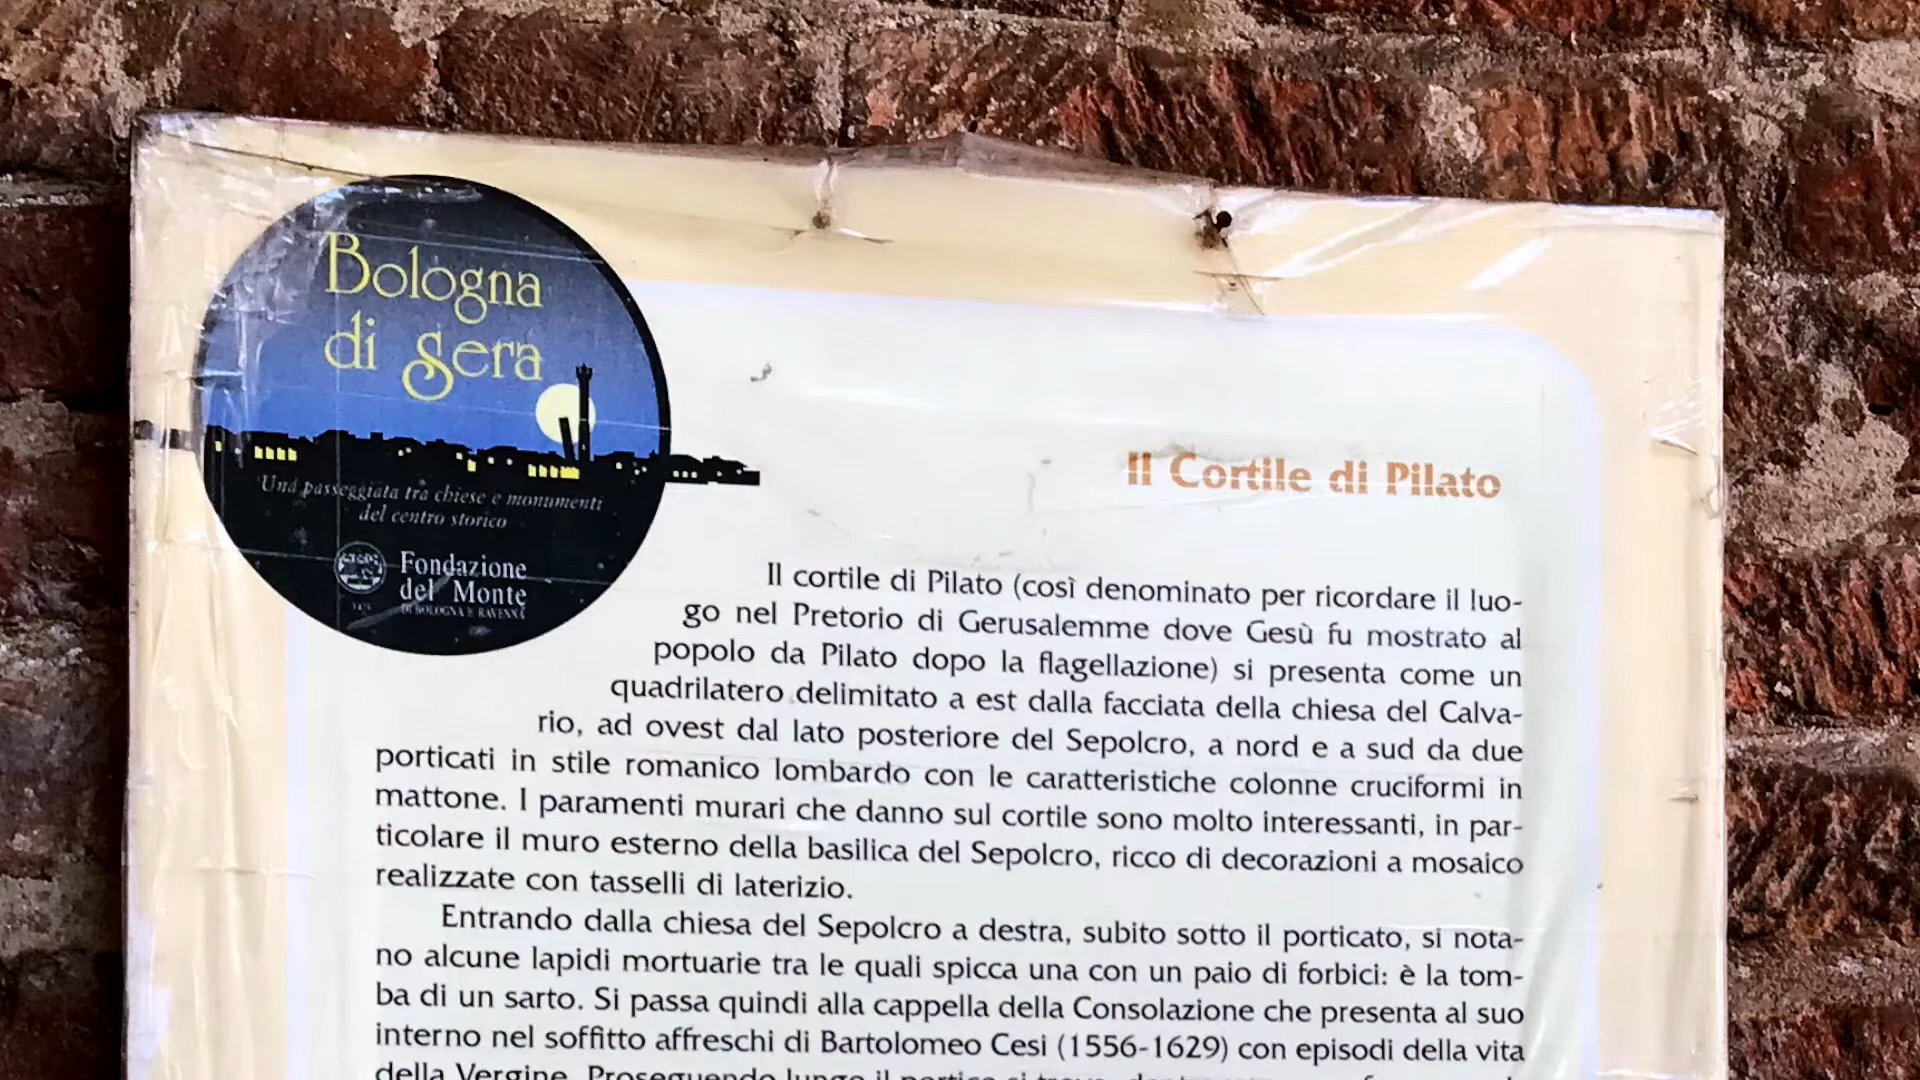 Bologna
di Sera
Una passeggiata tra chiese e monumenti
del centro storico
Fondazione
del Monte
DI BOLOGNA E RAVENNA
Il Cortile di Pilato
Il cortile di Pilato (così denominato per ricordare il luo-
go nel Pretorio di Gerusalemme dove Gesù fu mostrato al
popolo da Pilato dopo la flagellazione) si presenta come un
quadrilatero delimitato a est dalla facciata della chiesa del Calva-
rio, ad ovest dal lato posteriore del Sepolcro, a nord e a sud da due
porticati in stile romanico lombardo con le caratteristiche colonne cruciformi in
mattone. I paramenti murari che danno sul cortile sono molto interessanti, in par-
ticolare il muro esterno della basilica del Sepolcro, ricco di decorazioni a mosaico
realizzate con tasselli di laterizio.
Entrando dalla chiesa del Sepolcro a destra, subito sotto il porticato, si nota-
no alcune lapidi mortuarie tra le quali spicca una con un paio di forbici: è la tom-
ba di un sarto. Si passa quindi alla cappella della Consolazione che presenta al suo
interno nel soffitto affreschi di Bartolomeo Cesi (1556-1629) con episodi della vita
della Vergine. Proseguendo lungo il portico si trova